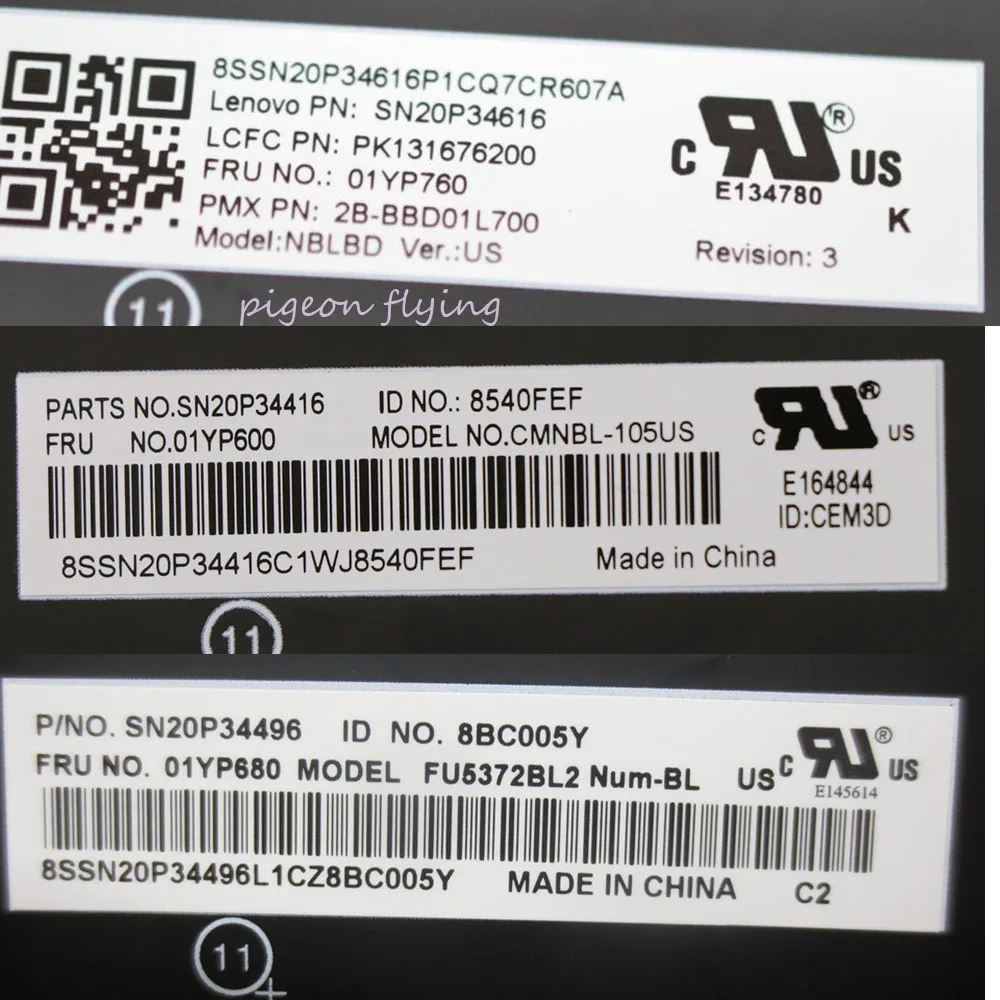 8SSN20P34616P1CQ7CR607A
Lenovo PN: SN20P34616
LCFC PN: PK131676200
FRU NO.: 01YP760
PMX PN: 2B-BBD01L700
Model:NBLBD Ver.:US
C RU® US
E134780
K
Revision: 3
11
pigeon flying
PARTS NO.SN20P34416 ID NO.: 8540FEF
FRU NO.01YP600 MODEL NO.CMNBL-105US
C RU® US
E164844
ID:CEM3D
8SSN20P34416C1WJ8540FEF Made in China
11
P/NO. SN20P34496 ID NO. 8BC005Y
FRU NO. 01YP680 MODEL FU5372BL2 Num-BL US
C RU® US
E145614
8SSN20P34496L1CZ8BC005Y MADE IN CHINA C2
11